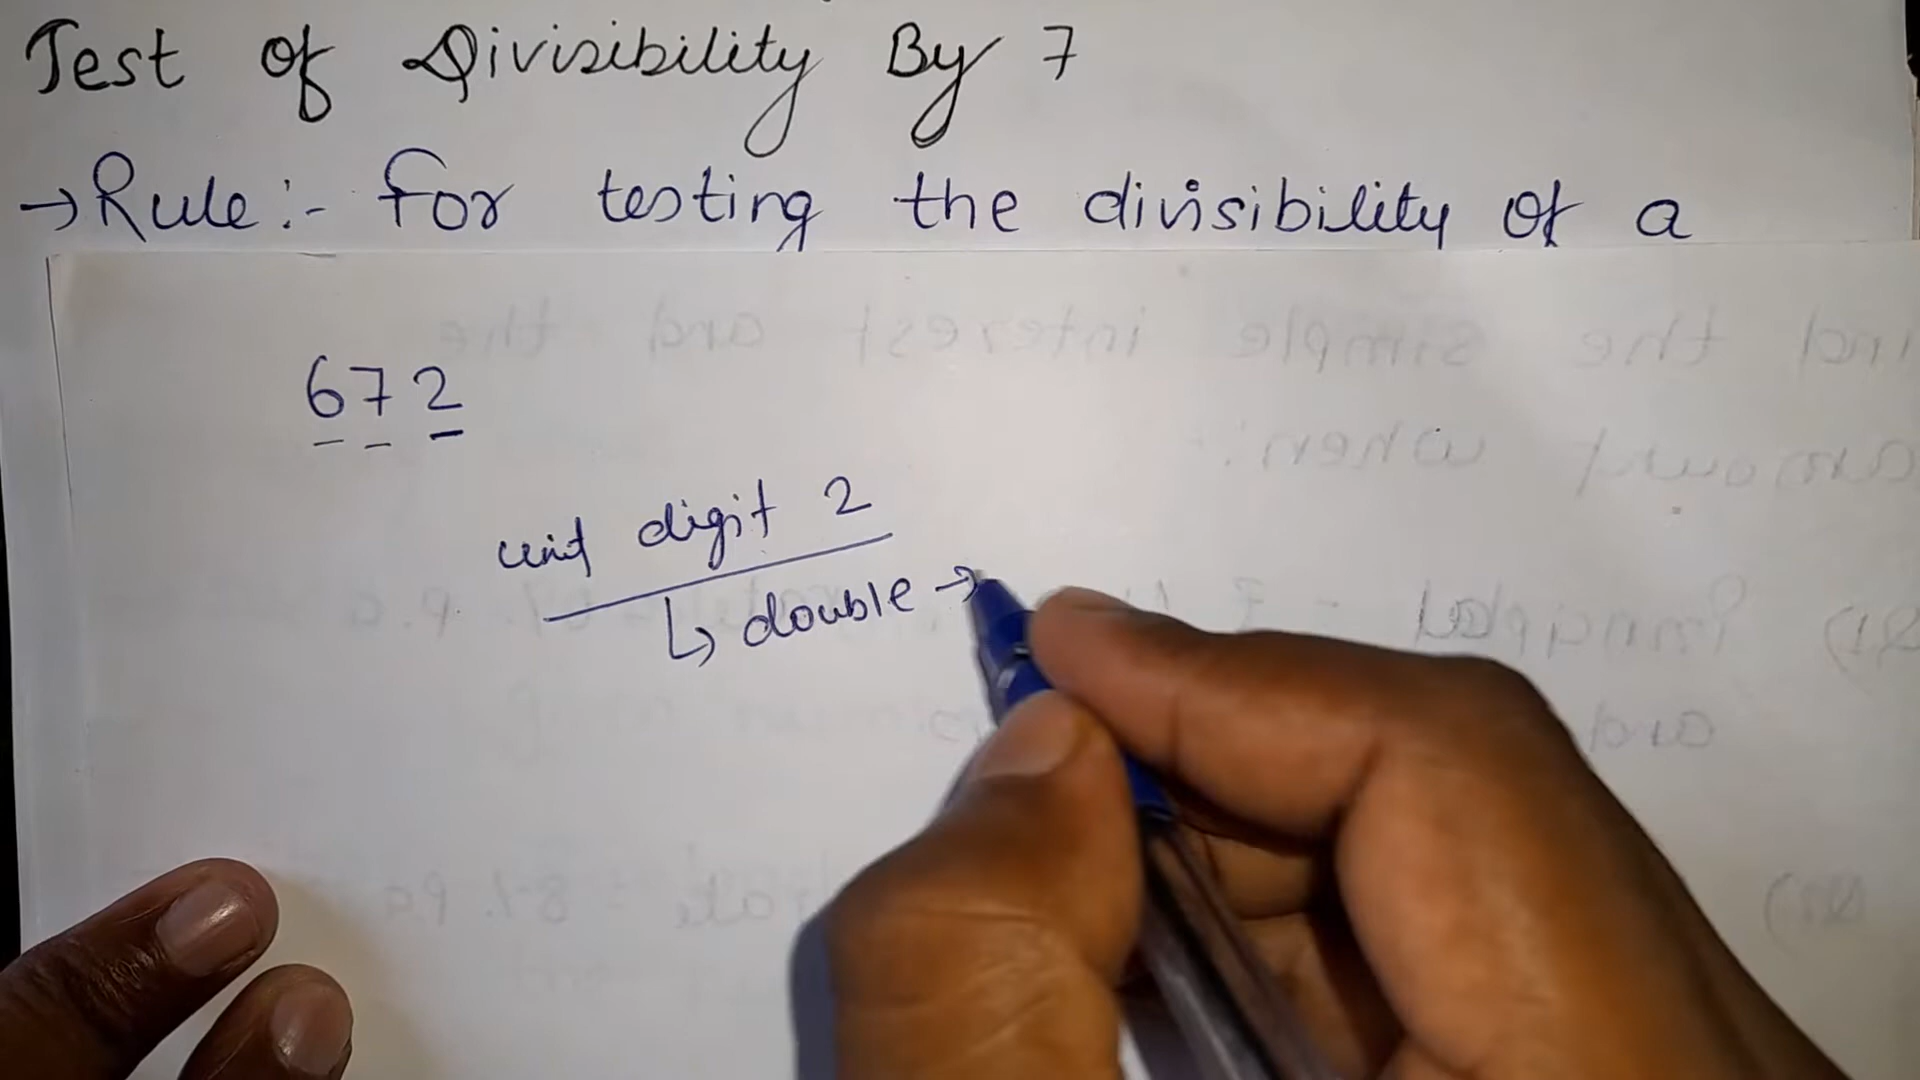 Test of Divisibility By 7
→Rule:- For testing the divisibility of a
672
unit digit 2
↳ double →